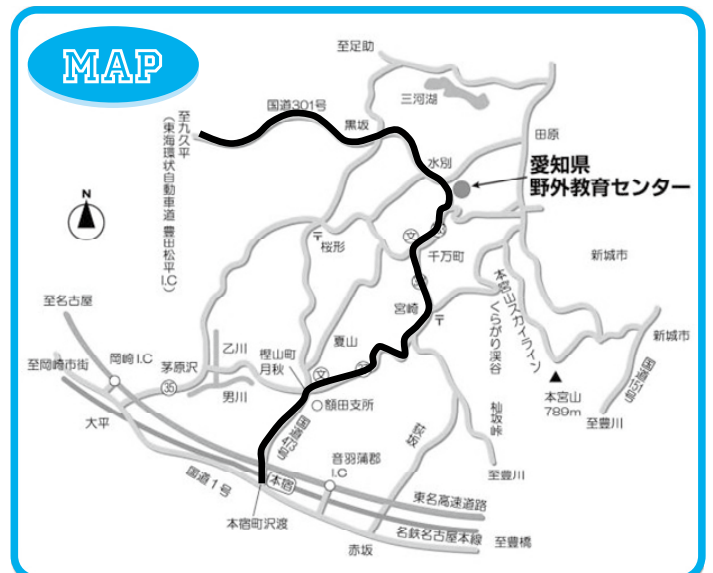 MAP
至足助
三河湖
国道301号
黒坂
田原
水別
愛知県
野外教育センター
至九久平
(東海環状自動車道 豊田松平I.C)
N
桜形
文
千万町
新城市
本宮山スカイライン
くらがり渓谷
宮崎
至名古屋
新城市
乙川
夏山
樫山町
月秋
岡崎I.C
茅原沢
至岡崎市街
35
男川
文
額田支所
本宮山
789m
国道151号
至豊川
大平
国道473号
荻坂
杣坂峠
至豊川
音羽蒲郡
I.C
本宿
国道1号
東名高速道路
本宿町沢渡
名鉄名古屋本線
至豊橋
赤坂